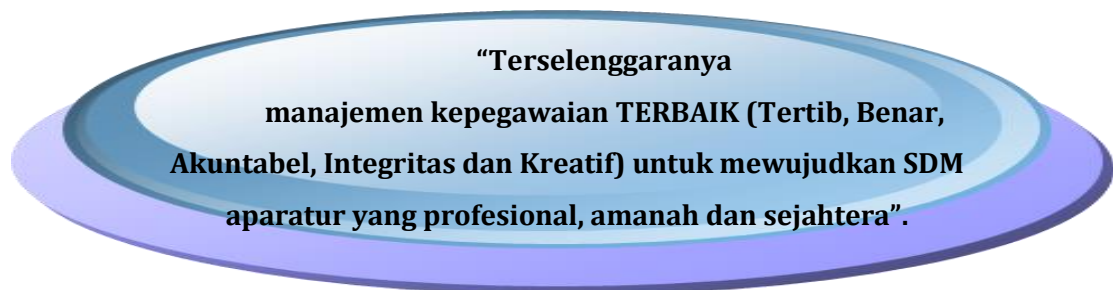 “Terselenggaranya
manajemen kepegawaian TERBAIK (Tertib, Benar,
Akuntabel, Integritas dan Kreatif) untuk mewujudkan SDM
aparatur yang profesional, amanah dan sejahtera”.